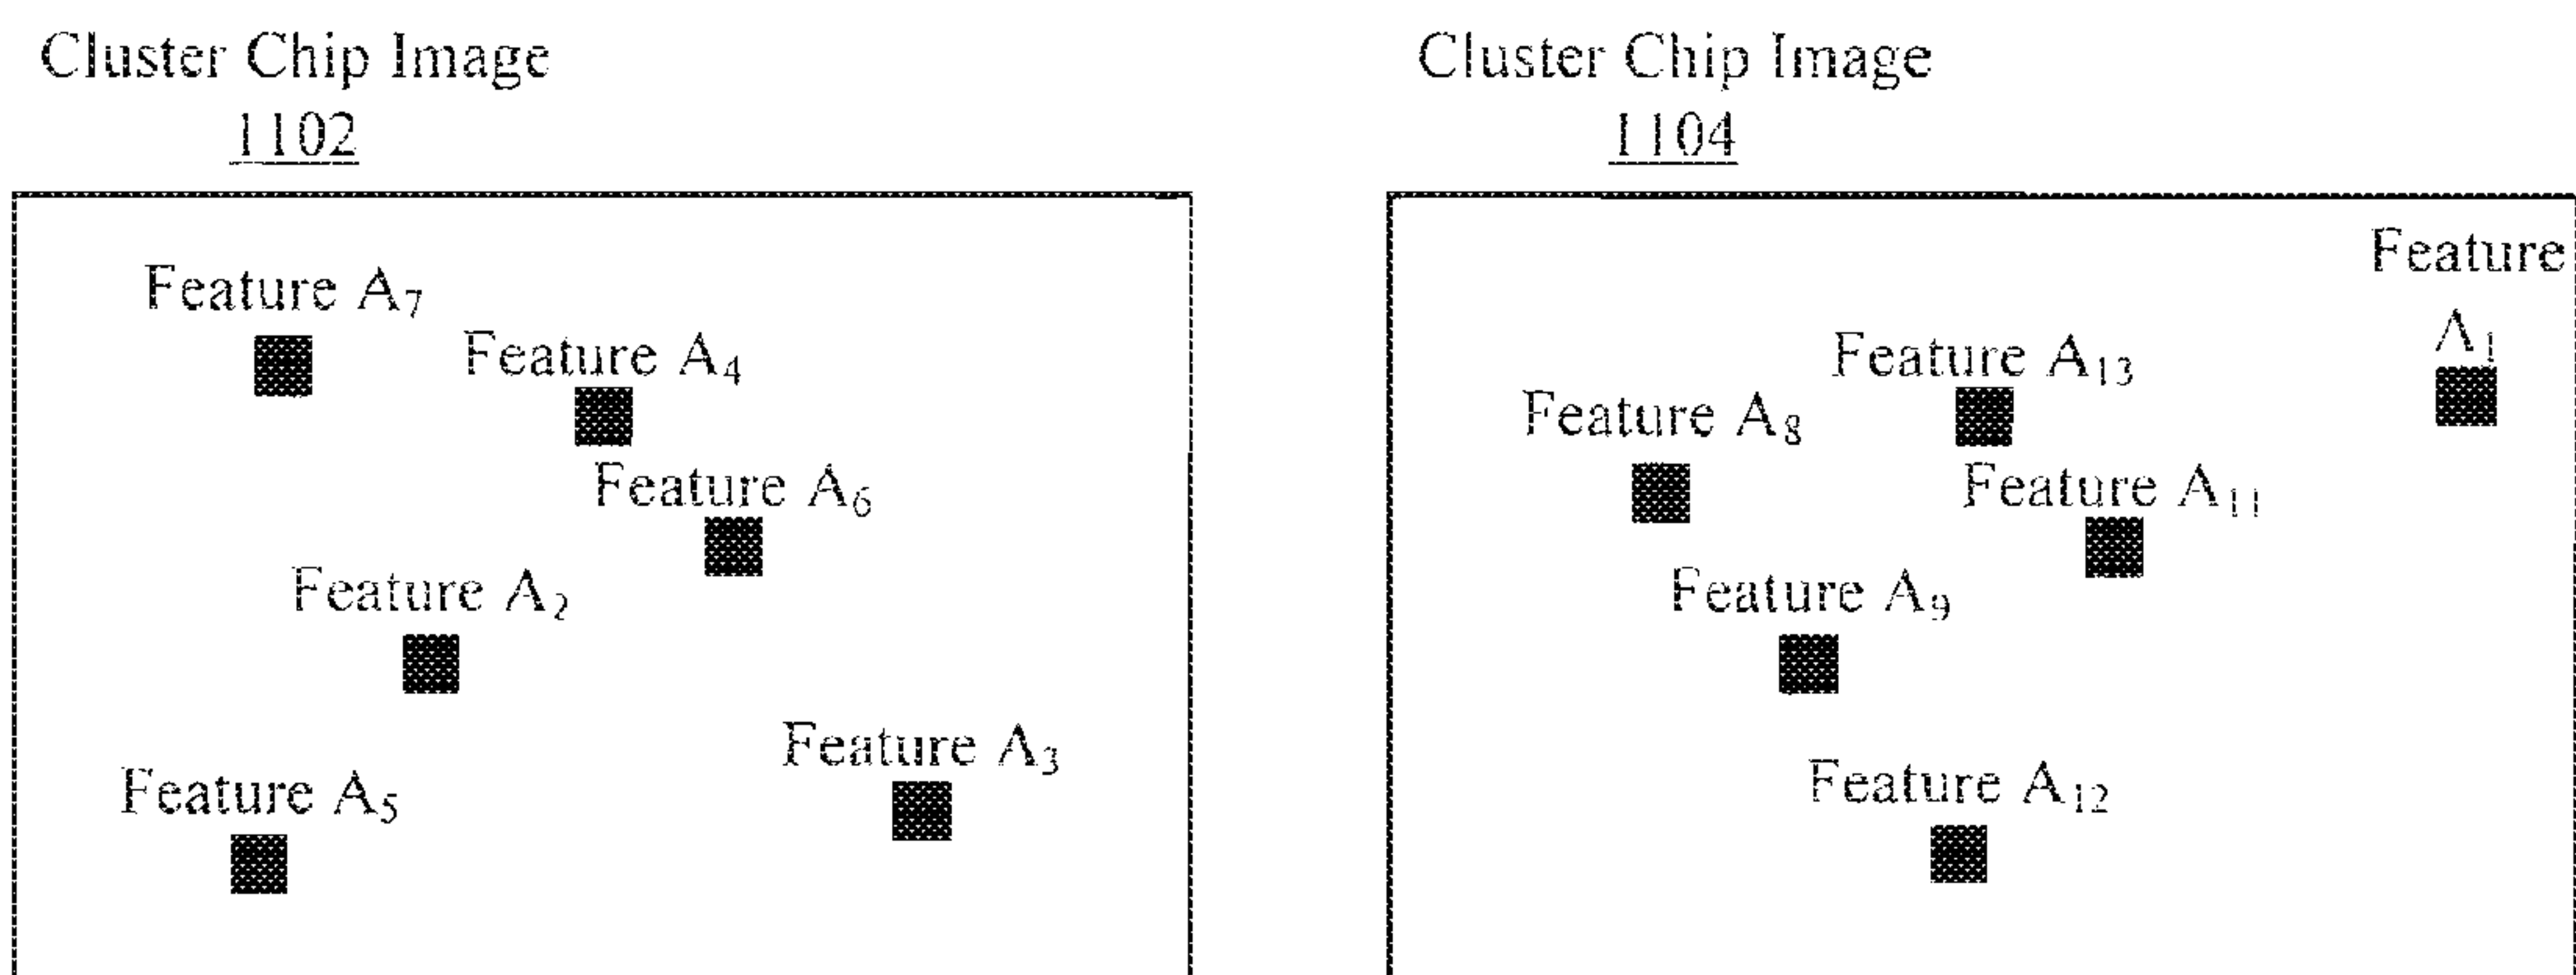 Cluster Chip Image
1102
Feature A7
Feature A4
Feature A6
Feature A2
Feature A3
Feature A5
Cluster Chip Image
1104
Feature
A1
Feature A13
Feature A8
Feature A11
Feature A9
Feature A12